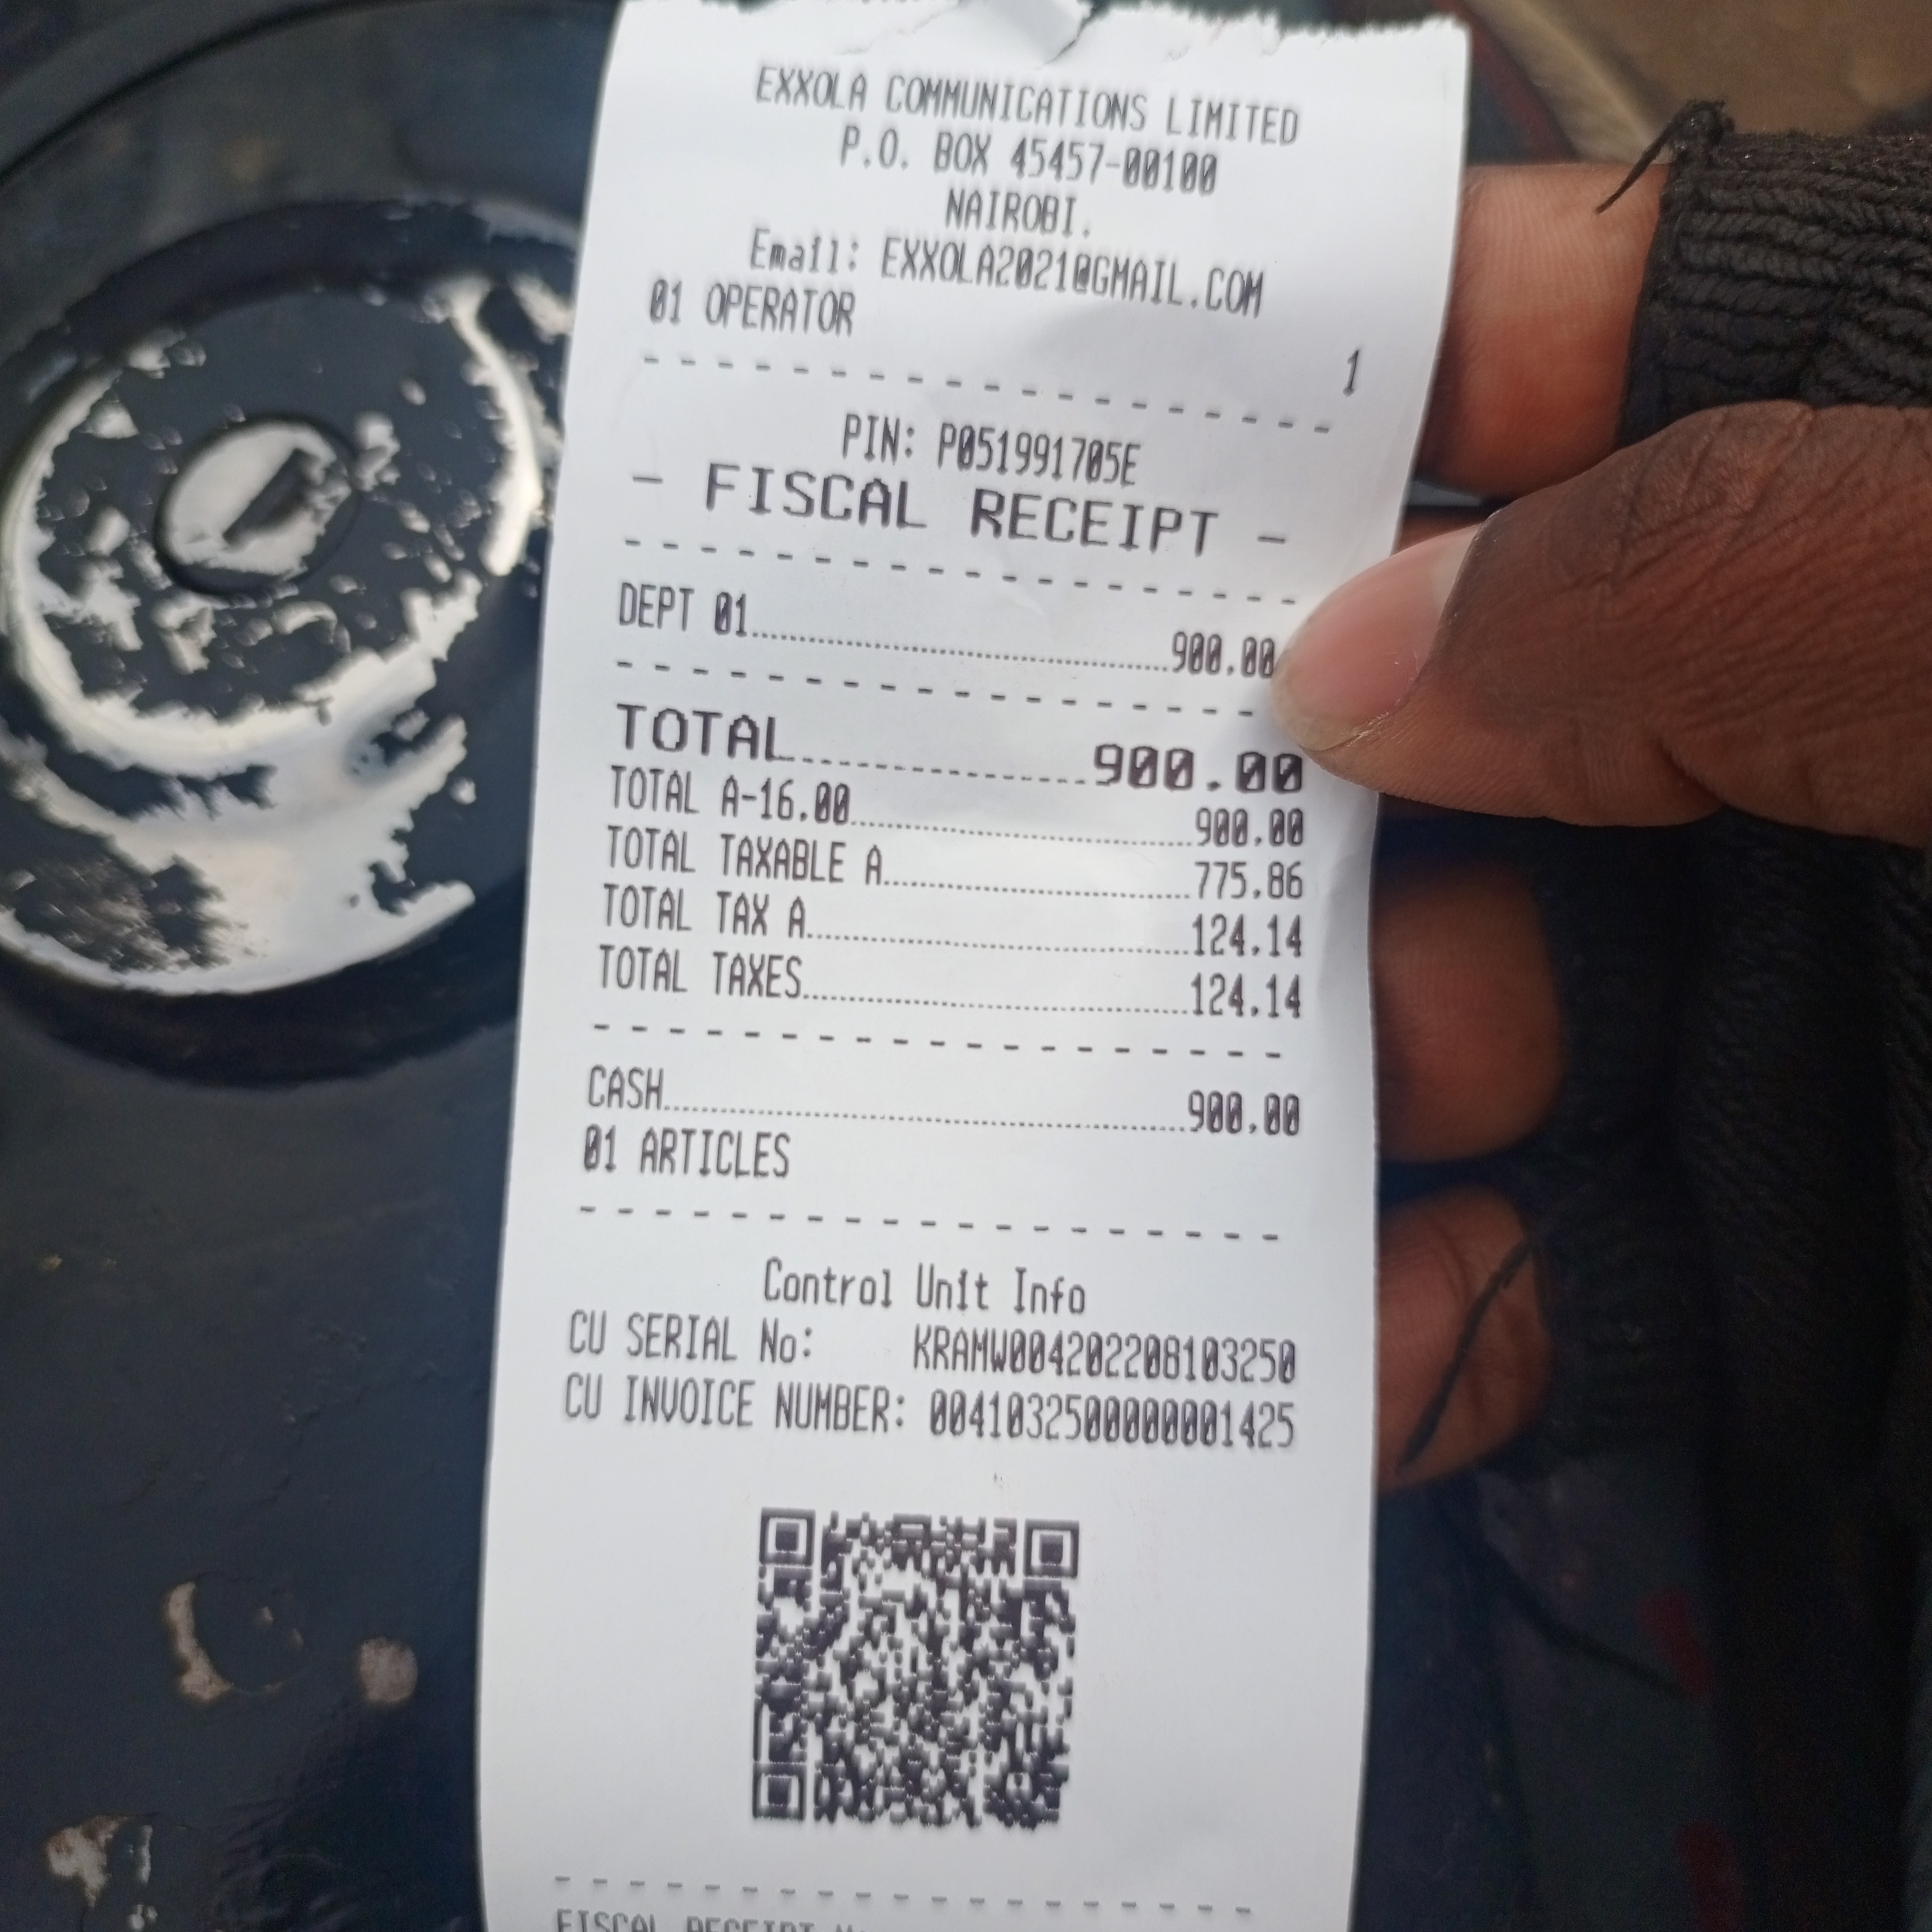 EXXOLA COMMUNICATIONS LIMITED
P.O. BOX 45457-00100
NAIROBI.
Email: EXXOLA2021@GMAIL.COM
01 OPERATOR 1
PIN: P051991705E
- FISCAL RECEIPT -
DEPT 01 900.00
TOTAL 900.00
TOTAL A-16.00 900.00
TOTAL TAXABLE A 775.86
TOTAL TAX A 124.14
TOTAL TAXES 124.14
CASH 900.00
01 ARTICLES
Control Unit Info
CU SERIAL No: KRAMW004202208103250
CU INVOICE NUMBER: 0041032500000001425
FISCAL RECEIPT